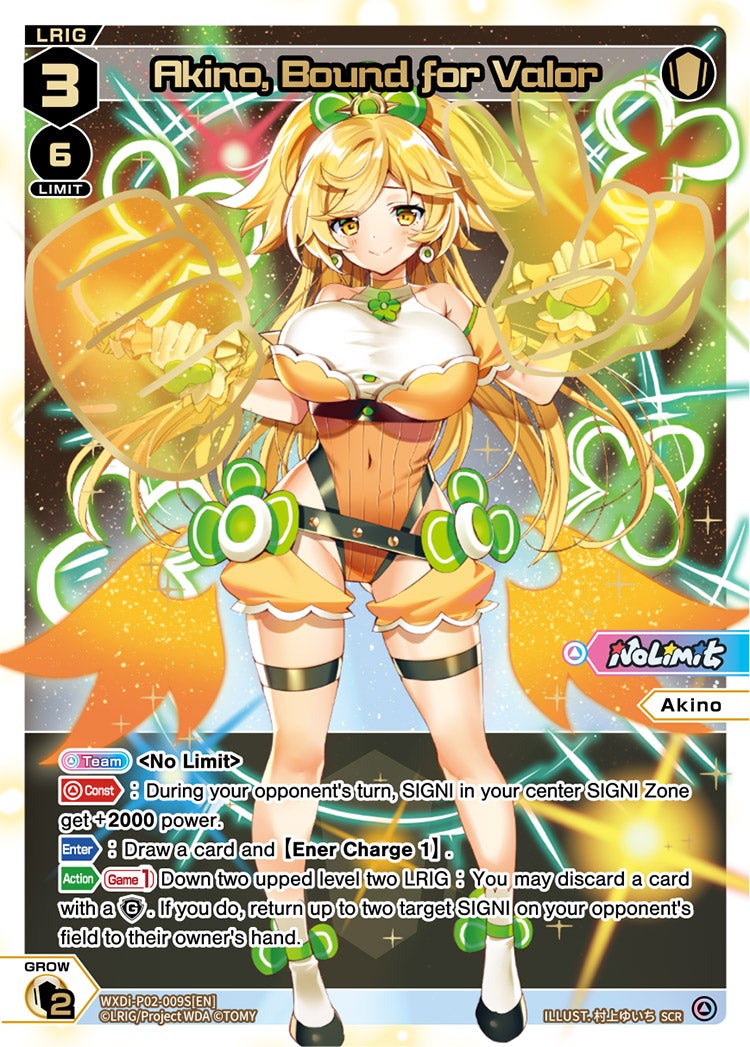 LRIG
3
Akino, Bound for Valor
6
LIMIT
NoLimit
Akino
Team <No Limit>
Const : During your opponent's turn, SIGNI in your center SIGNI Zone
get +2000 power.
Enter : Draw a card and 【Ener Charge 1】.
Action Game 1 Down two upped level two LRIG : You may discard a card
with a G. If you do, return up to two target SIGNI on your opponent's
field to their owner's hand.
GROW
2
WXDi-P02-009S[EN]
©LRIG/Project WDA ©TOMY
ILLUST. 村上ゆいち SCR